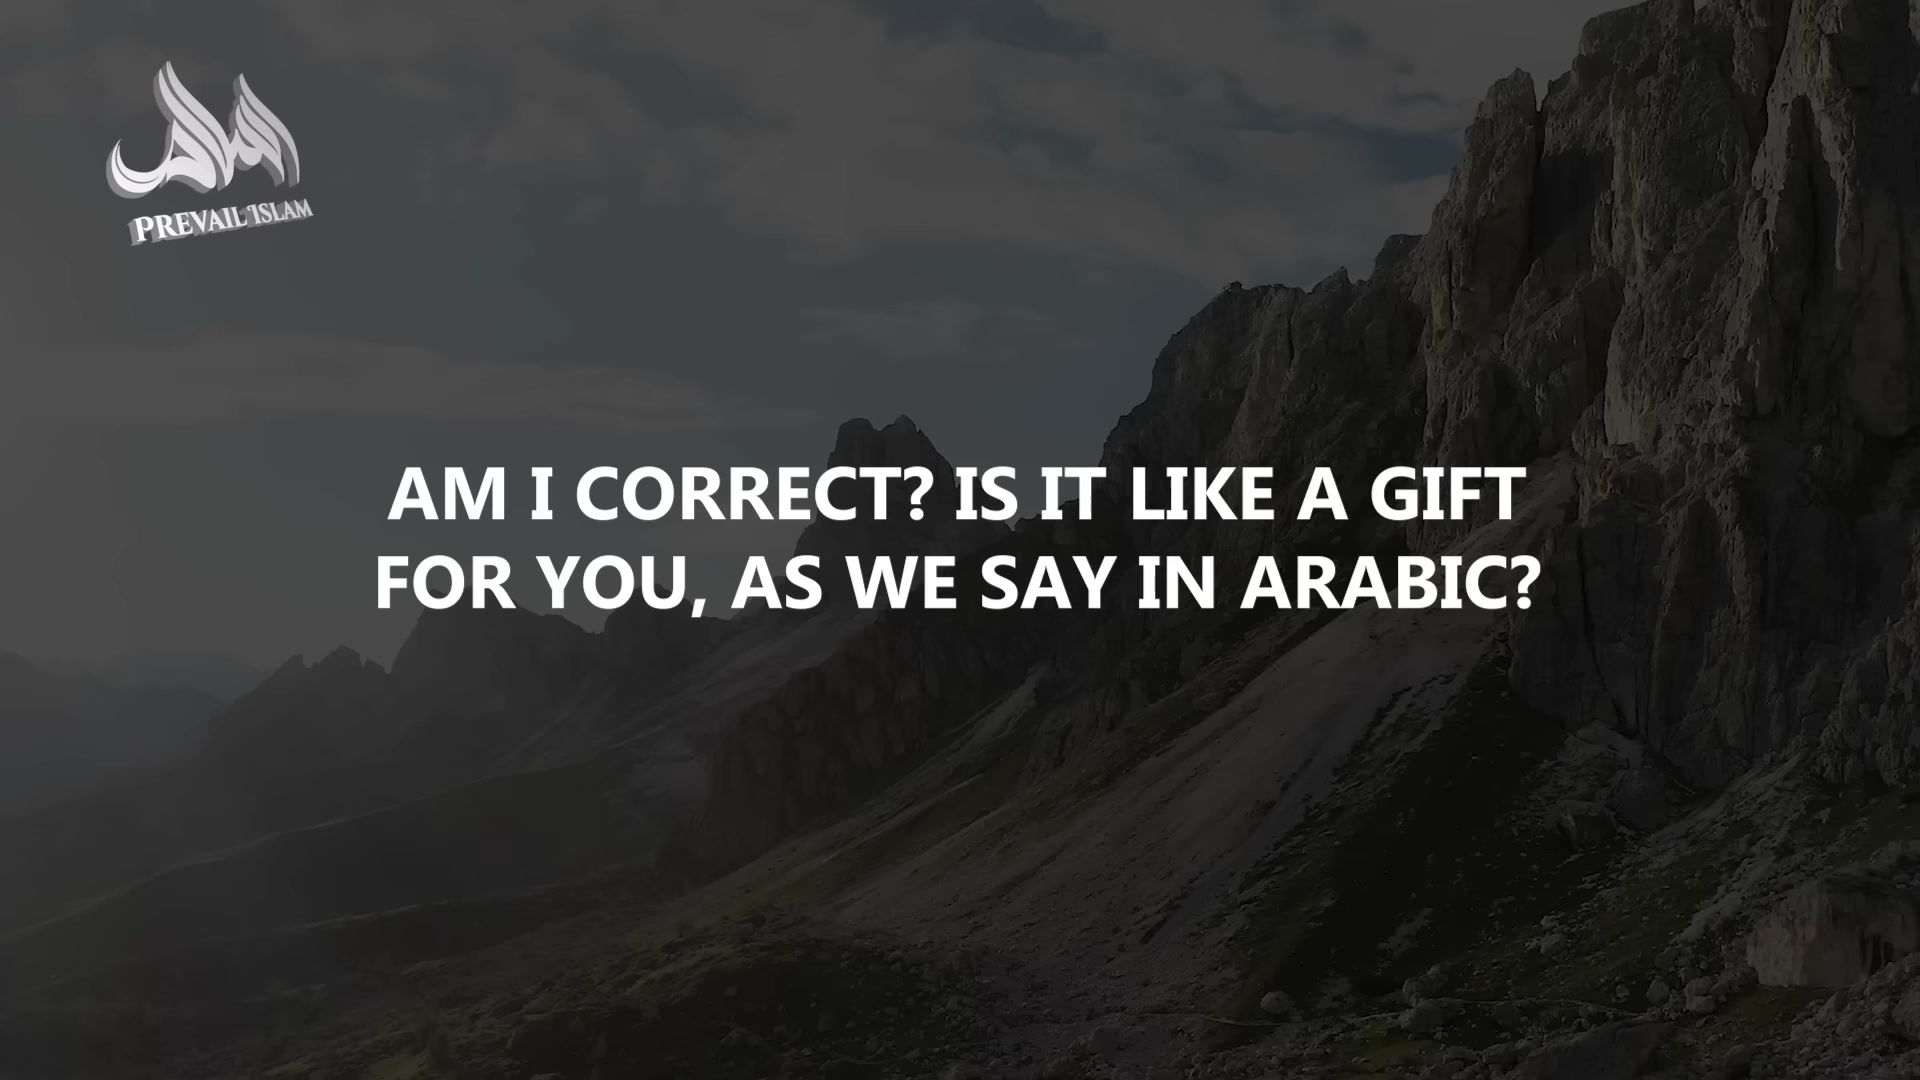 PREVAIL ISLAM
AM I CORRECT? IS IT LIKE A GIFT
FOR YOU, AS WE SAY IN ARABIC?